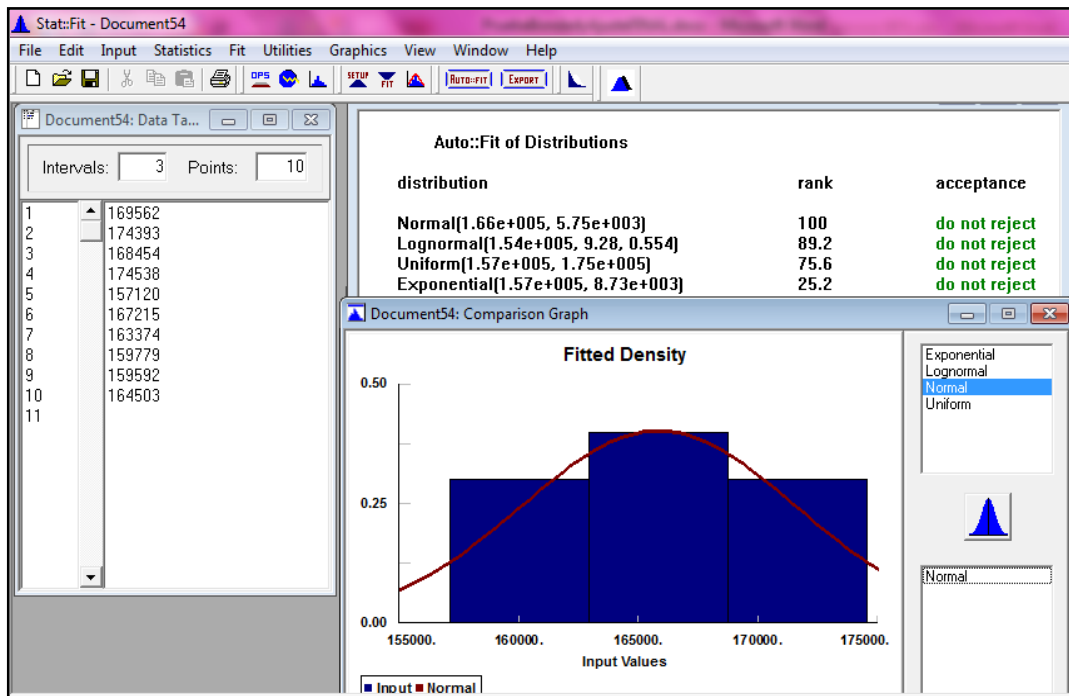 Stat::Fit - Document54
File Edit Input Statistics Fit Utilities Graphics View Window Help
OPS SETUP FIT AUTO::FIT EXPORT
Document54: Data Ta...
Intervals: 3 Points: 10
1 169562
2 174393
3 168454
4 174538
5 157120
6 167215
7 163374
8 159779
9 159592
10 164503
11
Auto::Fit of Distributions
distribution rank acceptance
Normal(1.66e+005, 5.75e+003) 100 do not reject
Lognormal(1.54e+005, 9.28, 0.554) 89.2 do not reject
Uniform(1.57e+005, 1.75e+005) 75.6 do not reject
Exponential(1.57e+005, 8.73e+003) 25.2 do not reject
Document54: Comparison Graph
Fitted Density
0.50
0.25
0.00
155000. 160000. 165000. 170000. 175000.
Input Values
Input Normal
Exponential
Lognormal
Normal
Uniform
Normal